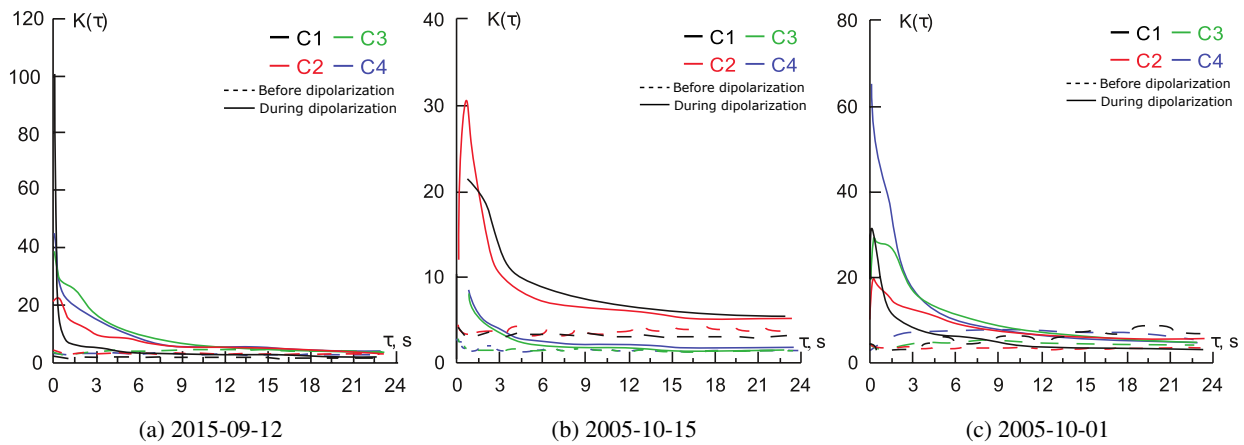 K(τ)
120
100
80
60
40
20
0
C1 C3
C2 C4
Before dipolarization
During dipolarization
τ, s
0 3 6 9 12 15 18 21 24
(a) 2015-09-12
K(τ)
40
30
20
10
0
C1 C3
C2 C4
Before dipolarization
During dipolarization
τ, s
0 3 6 9 12 15 18 21 24
(b) 2005-10-15
K(τ)
80
60
40
20
0
C1 C3
C2 C4
Before dipolarization
During dipolarization
τ, s
0 3 6 9 12 15 18 21 24
(c) 2005-10-01